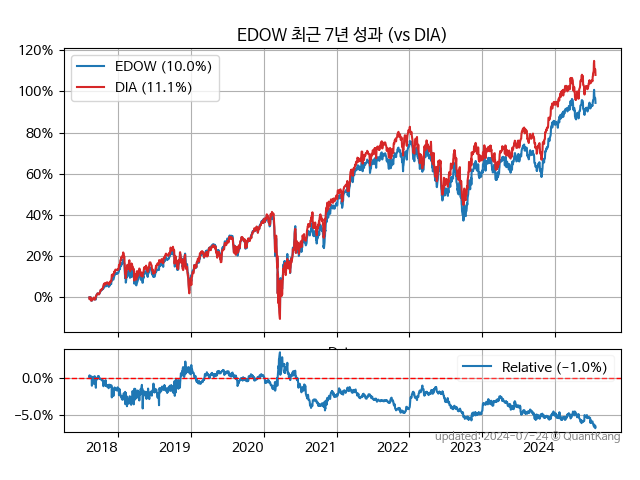 EDOW 최근 7년 성과 (vs DIA)
120%
100%
80%
60%
40%
20%
0%
EDOW (10.0%)
DIA (11.1%)
0.0%
−5.0%
Relative (−1.0%)
2018 2019 2020 2021 2022 2023 2024
updated: 2024-07-24 © QuantKang